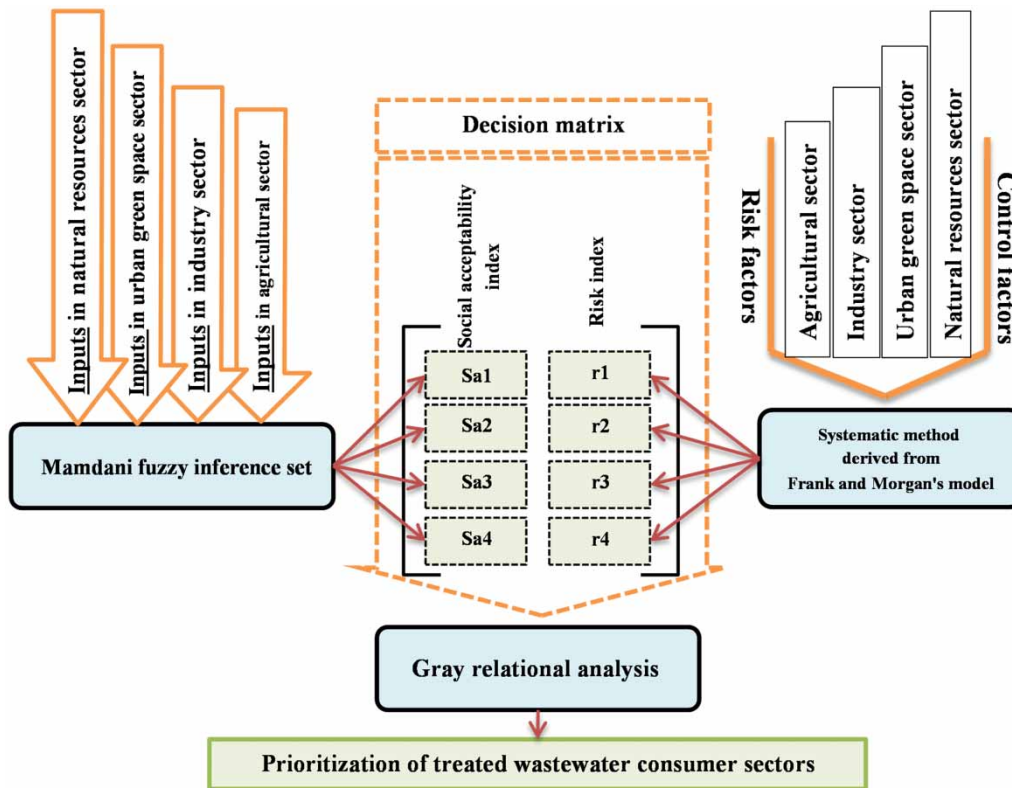 Inputs in natural resources sector
Inputs in urban green space sector
Inputs in industry sector
Inputs in agricultural sector
Mamdani fuzzy inference set
Decision matrix
Social acceptability
index
Risk index
Sa1
r1
Sa2
r2
Sa3
r3
Sa4
r4
Risk factors
Agricultural sector
Industry sector
Urban green space sector
Natural resources sector
Control factors
Systematic method
derived from
Frank and Morgan's model
Gray relational analysis
Prioritization of treated wastewater consumer sectors